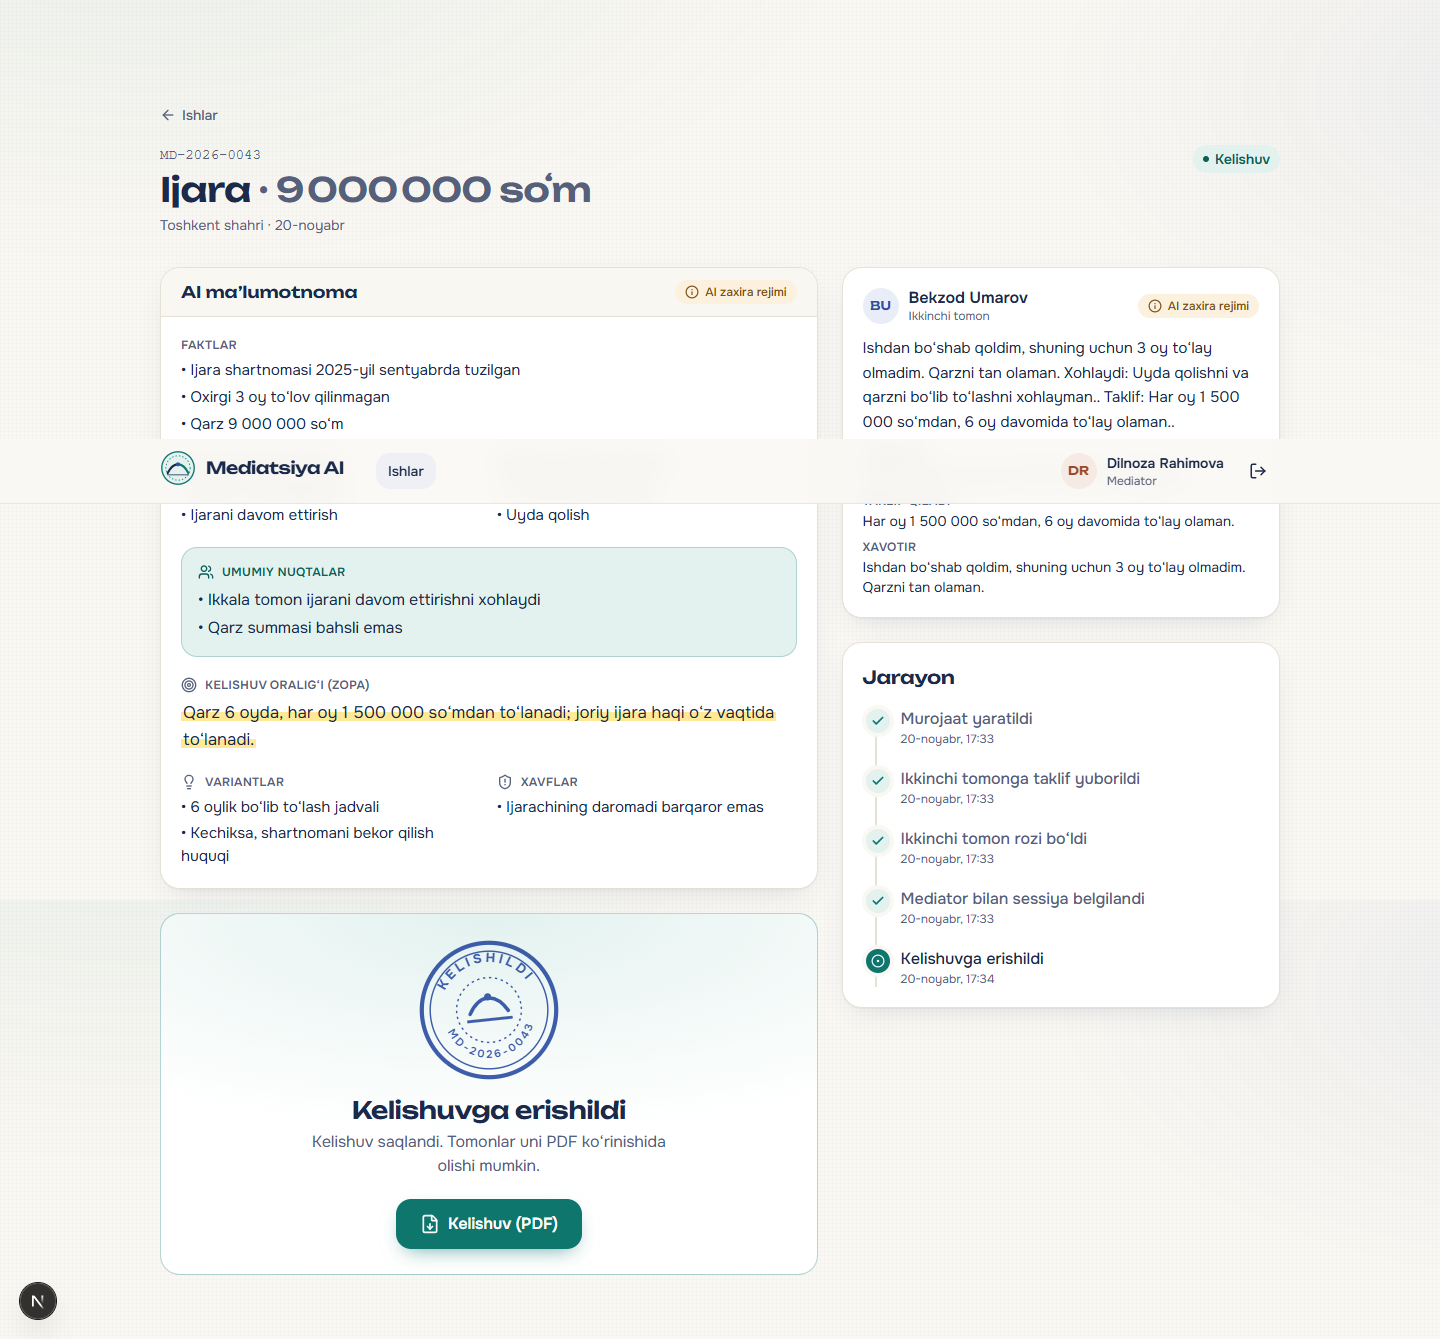 Ishlar
MD-2026-0043
Ijara · 9 000 000 so‘m
Kelishuv
Toshkent shahri · 20-noyabr
AI ma’lumotnoma
AI zaxira rejimi
FAKTLAR
• Ijara shartnomasi 2025-yil sentyabrda tuzilgan
• Oxirgi 3 oy to‘lov qilinmagan
• Qarz 9 000 000 so‘m
BU
Bekzod Umarov
Ikkinchi tomon
AI zaxira rejimi
Ishdan bo‘shab qoldim, shuning uchun 3 oy to‘lay
olmadim. Qarzni tan olaman. Xohlaydi: Uyda qolishni va
qarzni bo‘lib to‘lashni xohlayman.. Taklif: Har oy 1 500
000 so‘mdan, 6 oy davomida to‘lay olaman..
Mediatsiya AI
Ishlar
DR
Dilnoza Rahimova
Mediator
• Ijarani davom ettirish
• Uyda qolish
UMUMIY NUQTALAR
• Ikkala tomon ijarani davom ettirishni xohlaydi
• Qarz summasi bahsli emas
KELISHUV ORALIG‘I (ZOPA)
Qarz 6 oyda, har oy 1 500 000 so‘mdan to‘lanadi; joriy ijara haqi o‘z vaqtida
to‘lanadi.
VARIANTLAR
• 6 oylik bo‘lib to‘lash jadvali
• Kechiksa, shartnomani bekor qilish
huquqi
XAVFLAR
• Ijarachining daromadi barqaror emas
Har oy 1 500 000 so‘mdan, 6 oy davomida to‘lay olaman.
XAVOTIR
Ishdan bo‘shab qoldim, shuning uchun 3 oy to‘lay olmadim.
Qarzni tan olaman.
Jarayon
Murojaat yaratildi
20-noyabr, 17:33
Ikkinchi tomonga taklif yuborildi
20-noyabr, 17:33
Ikkinchi tomon rozi bo‘ldi
20-noyabr, 17:33
Mediator bilan sessiya belgilandi
20-noyabr, 17:33
Kelishuvga erishildi
20-noyabr, 17:34
KELISHILDI
MD-2026-0043
Kelishuvga erishildi
Kelishuv saqlandi. Tomonlar uni PDF ko‘rinishida
olishi mumkin.
Kelishuv (PDF)
N